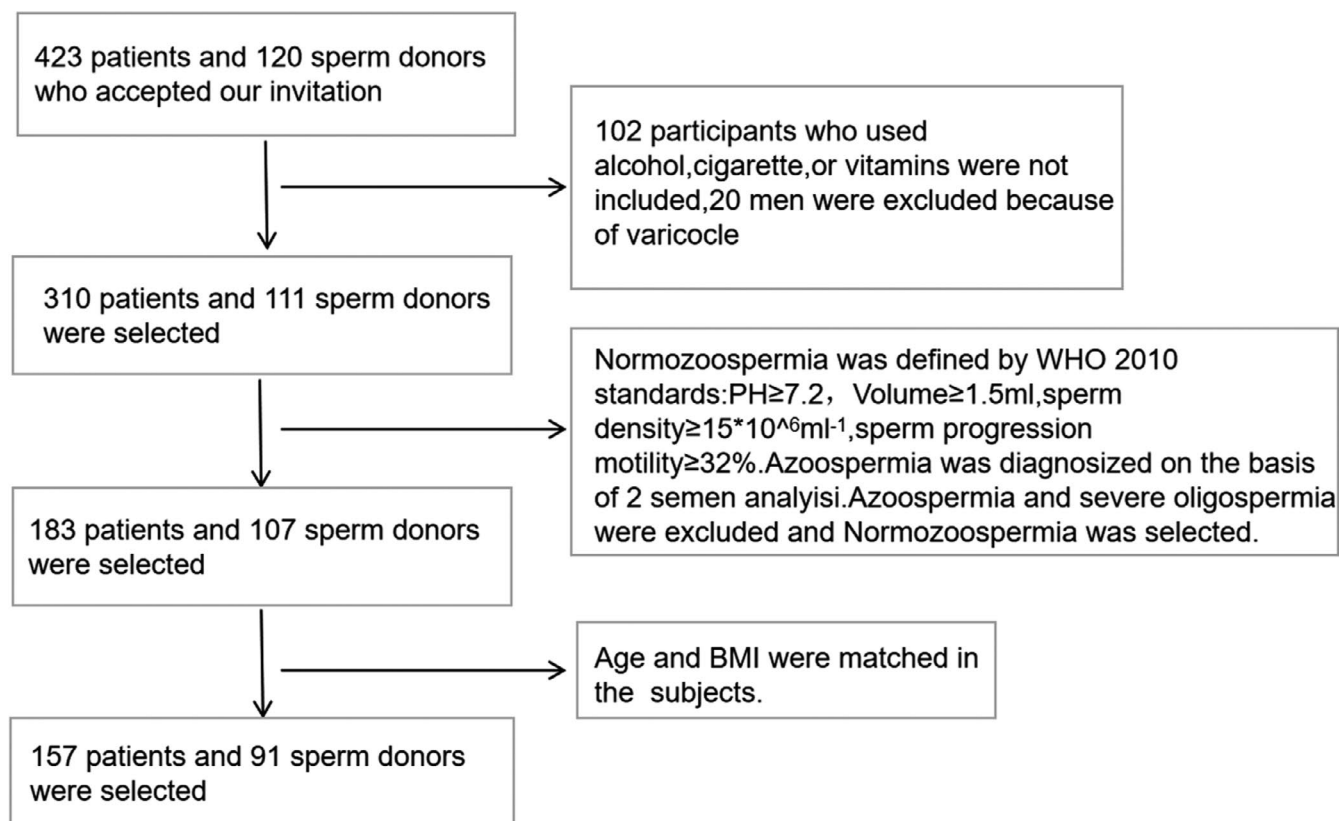 423 patients and 120 sperm donors
who accepted our invitation
102 participants who used
alcohol,cigarette,or vitamins were not
included,20 men were excluded because
of varicocle
310 patients and 111 sperm donors
were selected
Normozoospermia was defined by WHO 2010
standards:PH≥7.2，Volume≥1.5ml,sperm
density≥15*10^⁶ml⁻¹,sperm progression
motility≥32%.Azoospermia was diagnosized on the basis
of 2 semen analyisi.Azoospermia and severe oligospermia
were excluded and Normozoospermia was selected.
183 patients and 107 sperm donors
were selected
Age and BMI were matched in
the subjects.
157 patients and 91 sperm donors
were selected